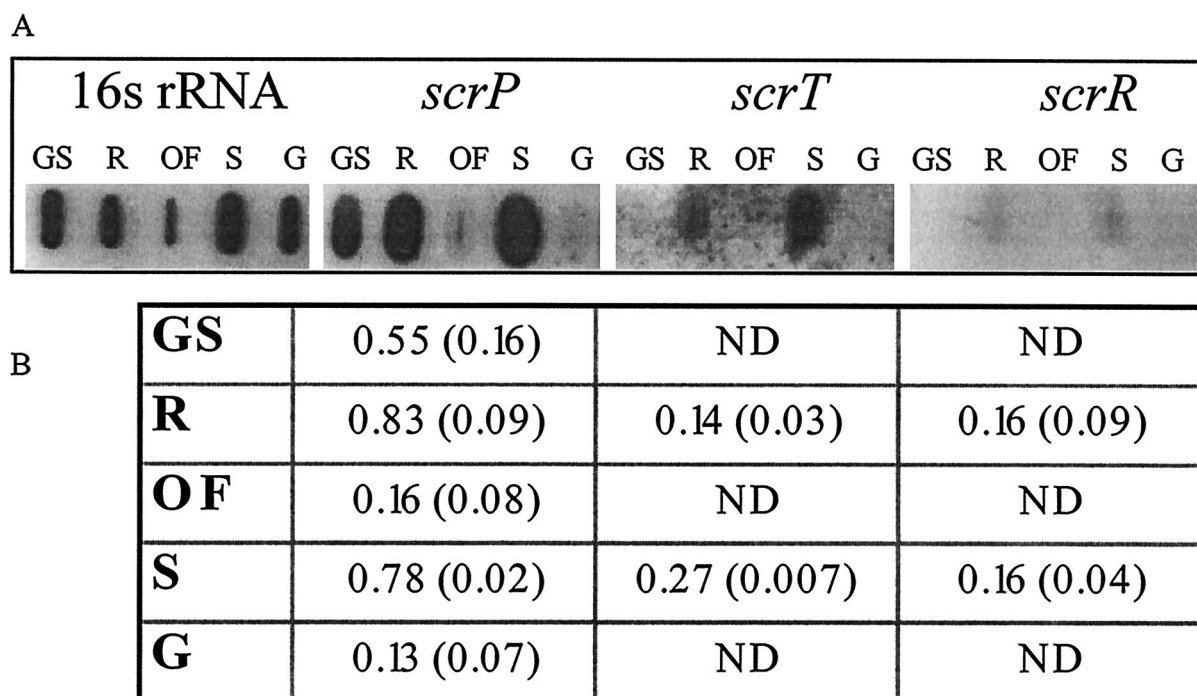 A
16s rRNA scrP scrT scrR
GS R OF S G GS R OF S G GS R OF S G GS R OF S G
B
GS 0.55 (0.16) ND ND
R 0.83 (0.09) 0.14 (0.03) 0.16 (0.09)
OF 0.16 (0.08) ND ND
S 0.78 (0.02) 0.27 (0.007) 0.16 (0.04)
G 0.13 (0.07) ND ND